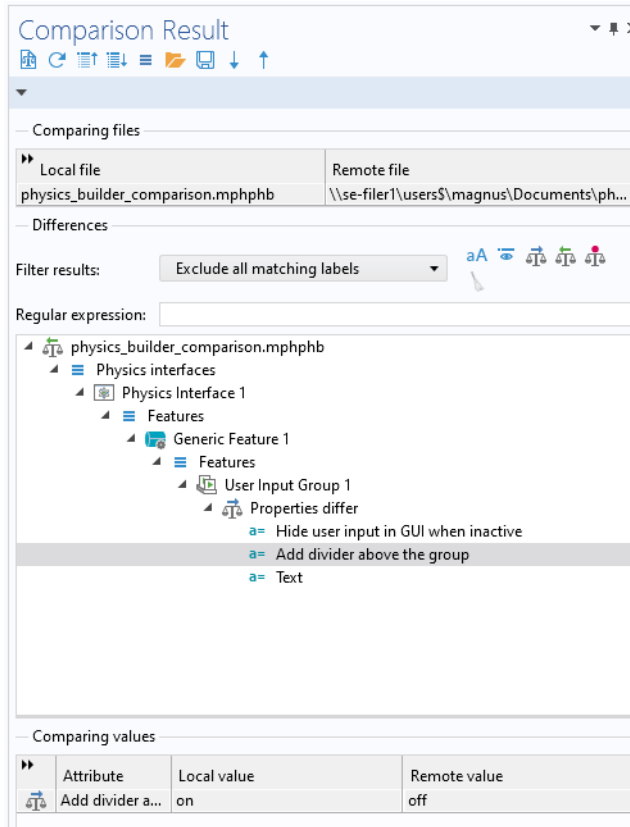 Comparison Result
Comparing files
Local file Remote file
physics_builder_comparison.mphphb \\se-filer1\users$\magnus\Documents\ph...
Differences
Filter results: Exclude all matching labels aA
Regular expression:
physics_builder_comparison.mphphb
Physics interfaces
Physics Interface 1
Features
Generic Feature 1
Features
User Input Group 1
Properties differ
a= Hide user input in GUI when inactive
a= Add divider above the group
a= Text
Comparing values
Attribute Local value Remote value
Add divider a... on off